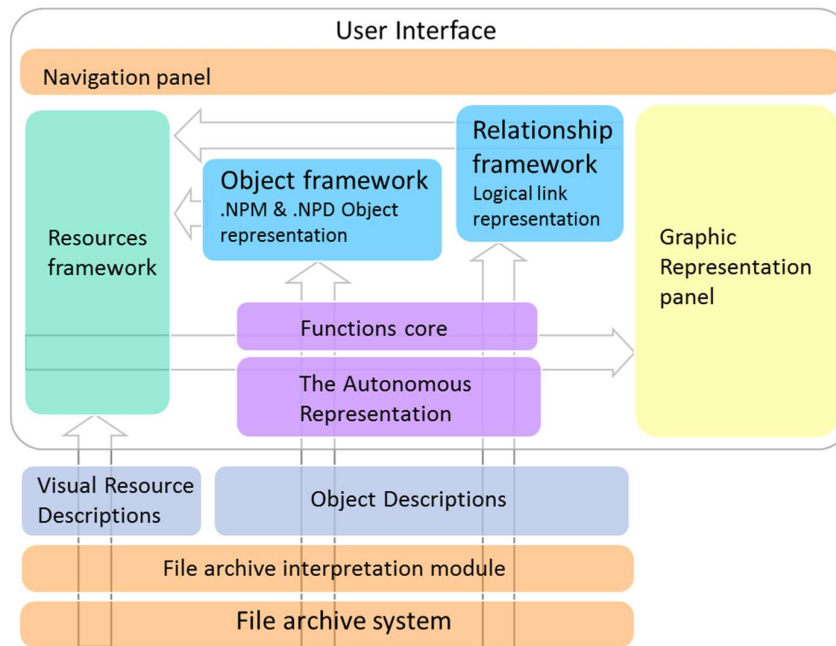 User Interface
Navigation panel
Relationship
framework
Logical link
representation
Object framework
.NPM & .NPD Object
representation
Resources
framework
Graphic
Representation
panel
Functions core
The Autonomous
Representation
Visual Resource
Descriptions
Object Descriptions
File archive interpretation module
File archive system